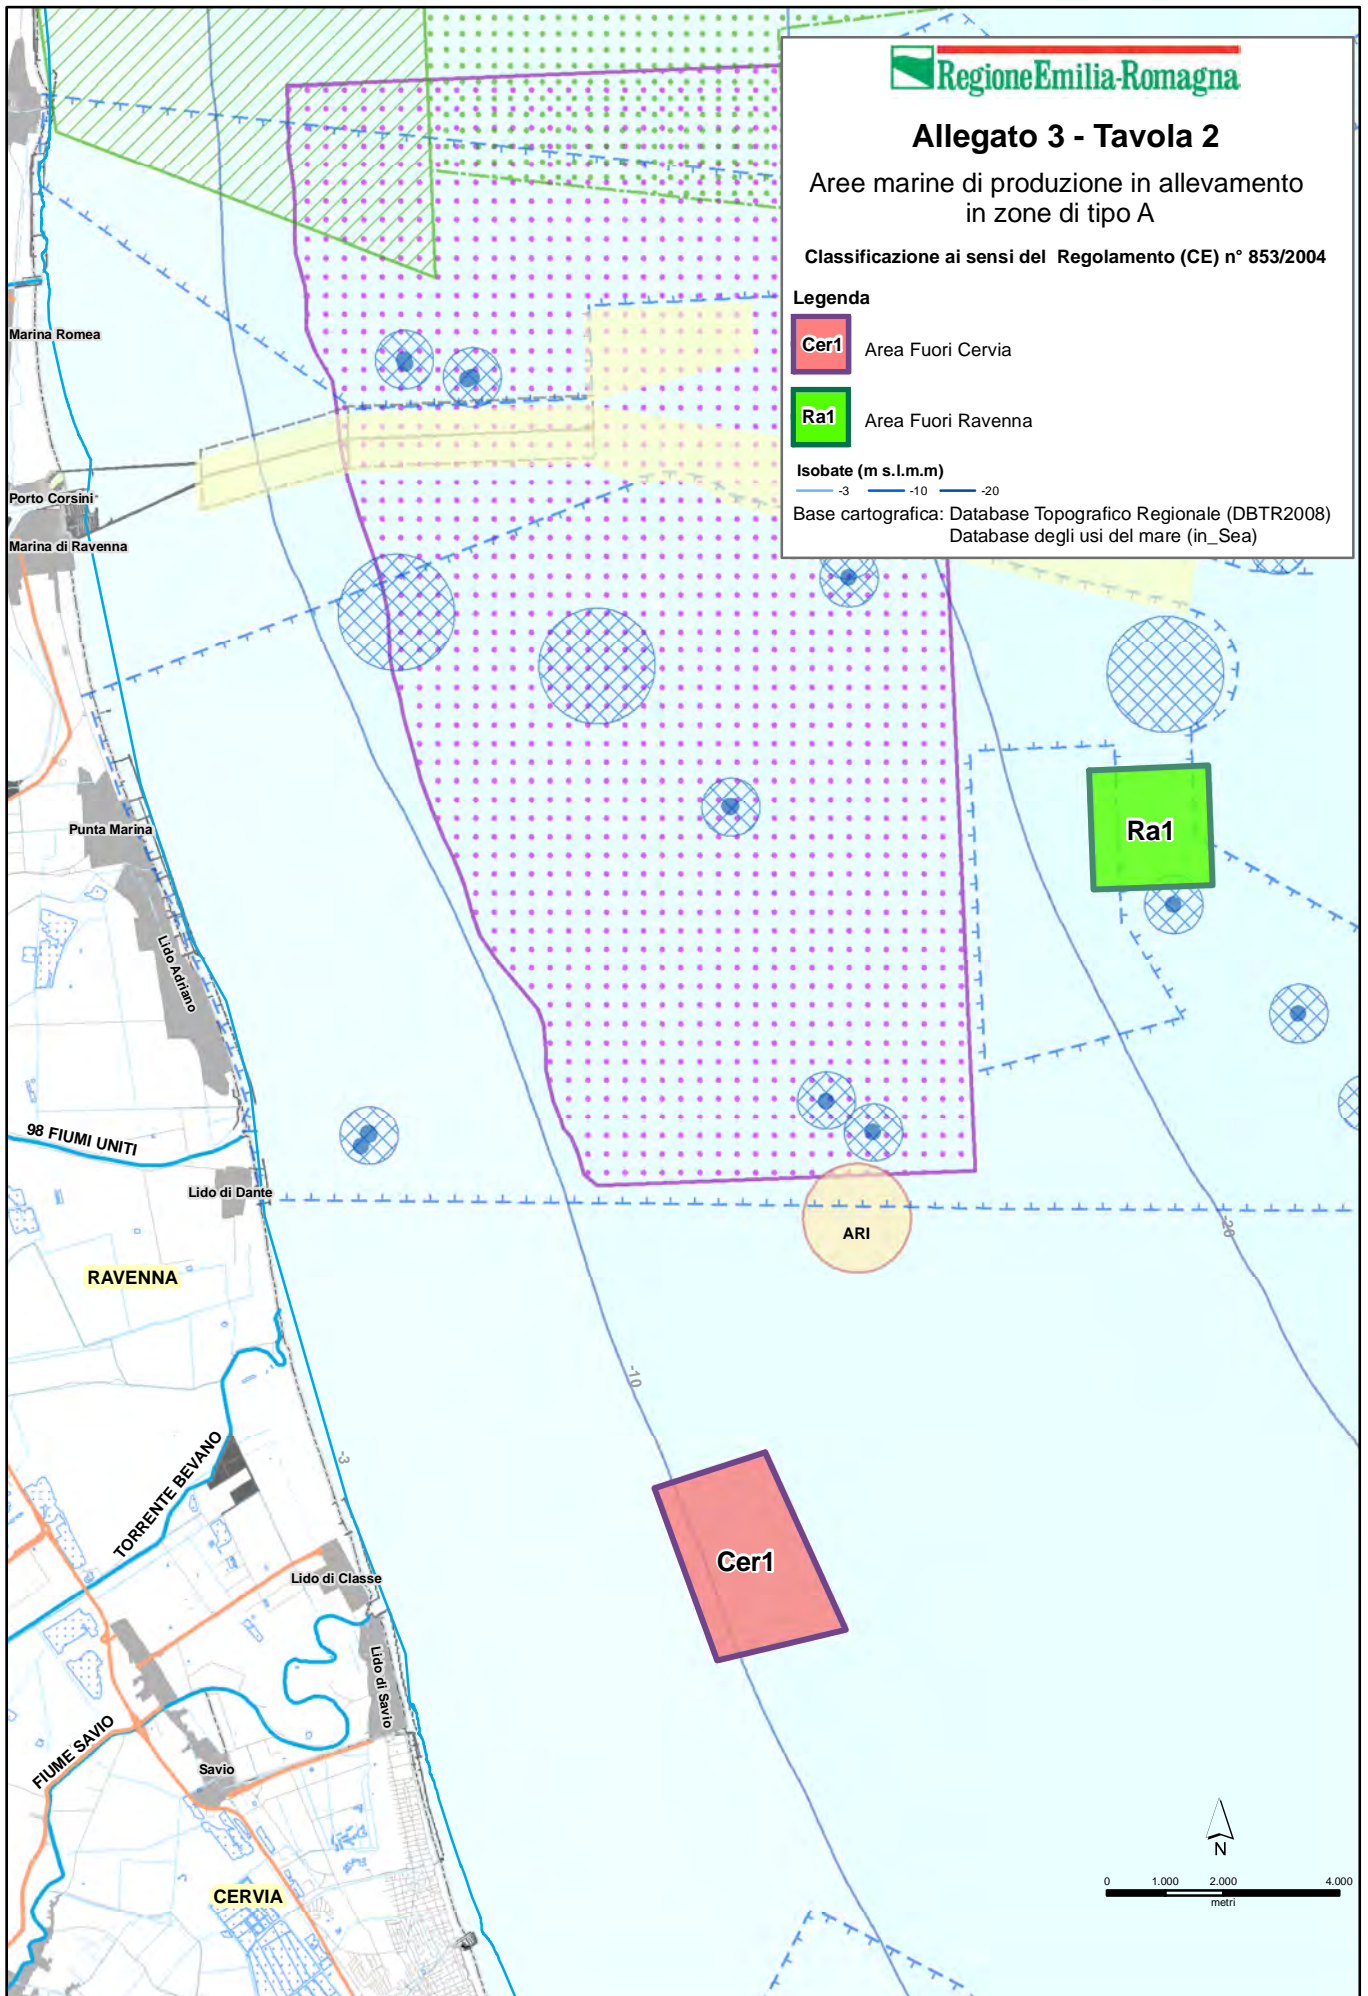 RegioneEmilia-Romagna
Allegato 3 - Tavola 2
Aree marine di produzione in allevamento
in zone di tipo A
Classificazione ai sensi del Regolamento (CE) n° 853/2004
Legenda
Cer1 Area Fuori Cervia
Ra1 Area Fuori Ravenna
Isobate (m s.l.m.m)
-3 -10 -20
Base cartografica: Database Topografico Regionale (DBTR2008)
Database degli usi del mare (in_Sea)
Marina Romea
Porto Corsini
Marina di Ravenna
Punta Marina
Ra1
Lido Adriano
98 FIUMI UNITI
Lido di Dante
ARI
-20
RAVENNA
-10
-3
TORRENTE BEVANO
Cer1
Lido di Classe
Lido di Savio
FIUME SAVIO
Savio
N
0 1.000 2.000 4.000
metri
CERVIA